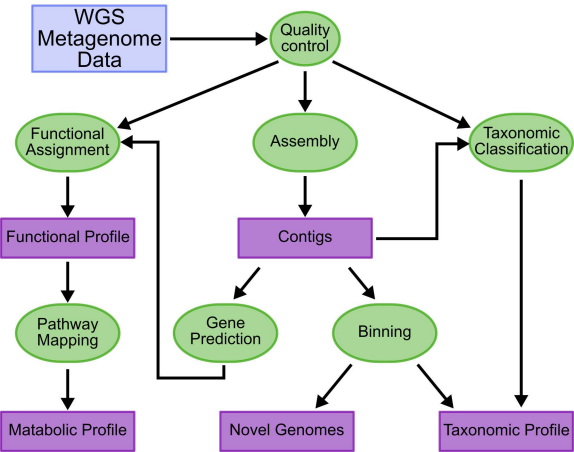 WGS
Metagenome
Data
Quality
control
Functional
Assignment
Assembly
Taxonomic
Classification
Functional Profile
Contigs
Pathway
Mapping
Gene
Prediction
Binning
Matabolic Profile
Novel Genomes
Taxonomic Profile